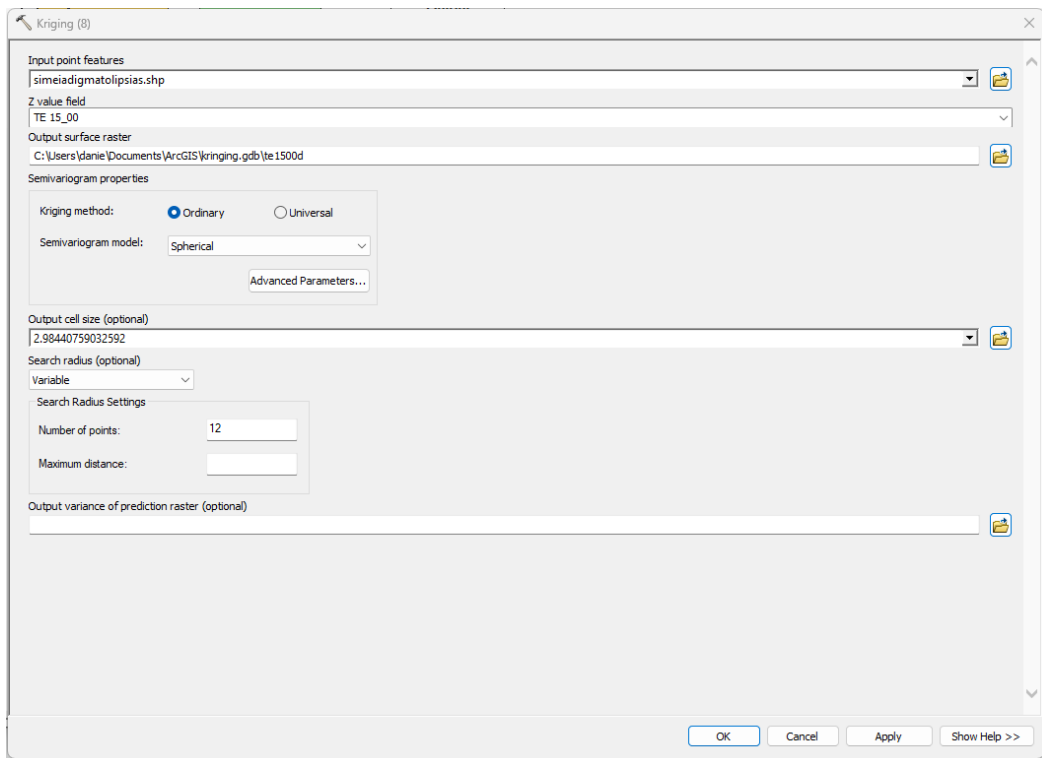 Kriging (8)
Input point features
simeiadigmatolipsias.shp
Z value field
TE 15_00
Output surface raster
C:\Users\danie\Documents\ArcGIS\kringing.gdb\te1500d
Semivariogram properties
Kriging method: Ordinary Universal
Semivariogram model: Spherical
Advanced Parameters...
Output cell size (optional)
2.98440759032592
Search radius (optional)
Variable
Search Radius Settings
Number of points: 12
Maximum distance:
Output variance of prediction raster (optional)
OK Cancel Apply Show Help >>